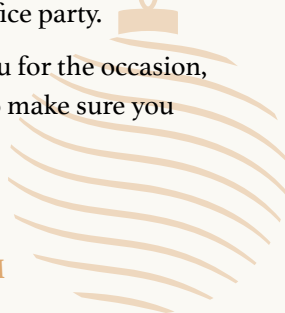 fice party.
u for the occasion,
make sure you